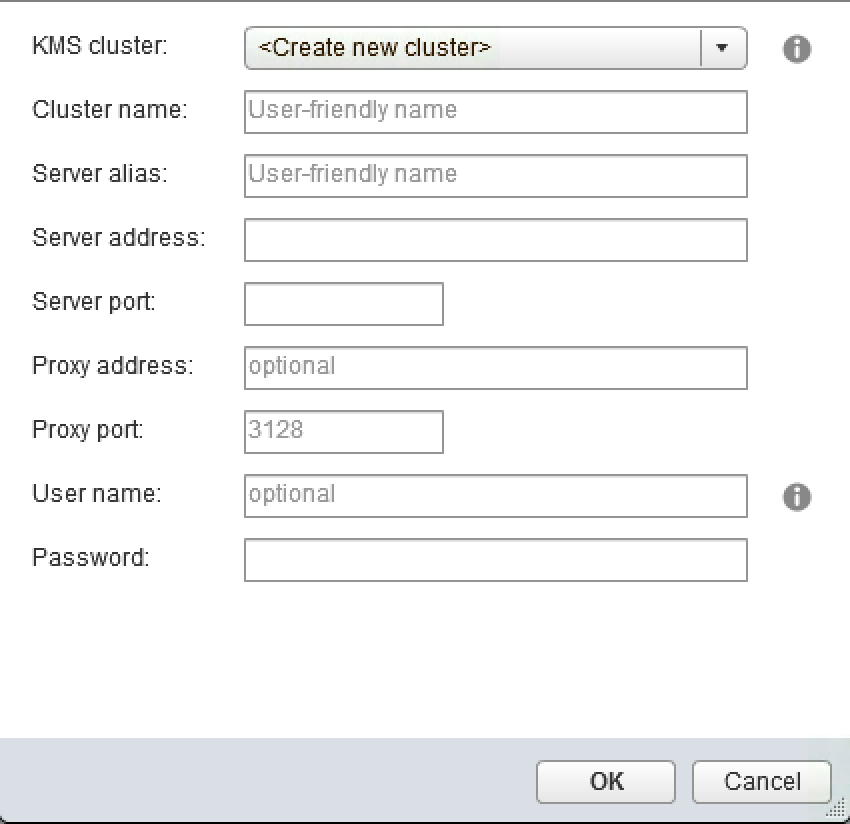 KMS cluster: <Create new cluster>
Cluster name: User-friendly name
Server alias: User-friendly name
Server address:
Server port:
Proxy address: optional
Proxy port: 3128
User name: optional
Password:
OK Cancel